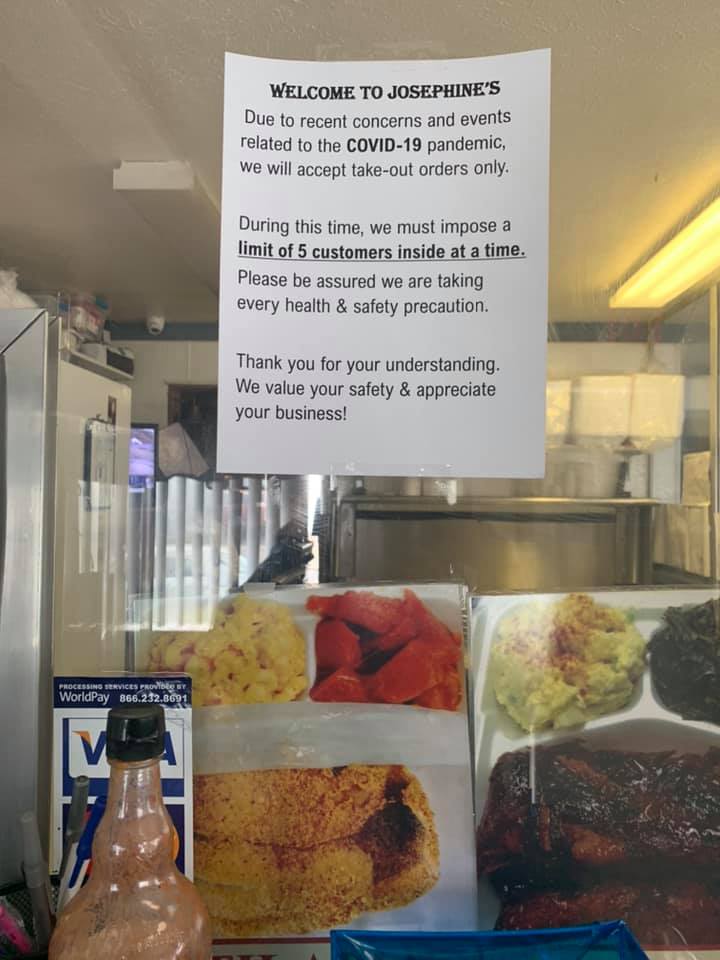 WELCOME TO JOSEPHINE'S
Due to recent concerns and events
related to the COVID-19 pandemic,
we will accept take-out orders only.
During this time, we must impose a
limit of 5 customers inside at a time.
Please be assured we are taking
every health & safety precaution.
Thank you for your understanding.
We value your safety & appreciate
your business!
PROCESSING SERVICES PROVIDED BY
WorldPay 866.232.8691